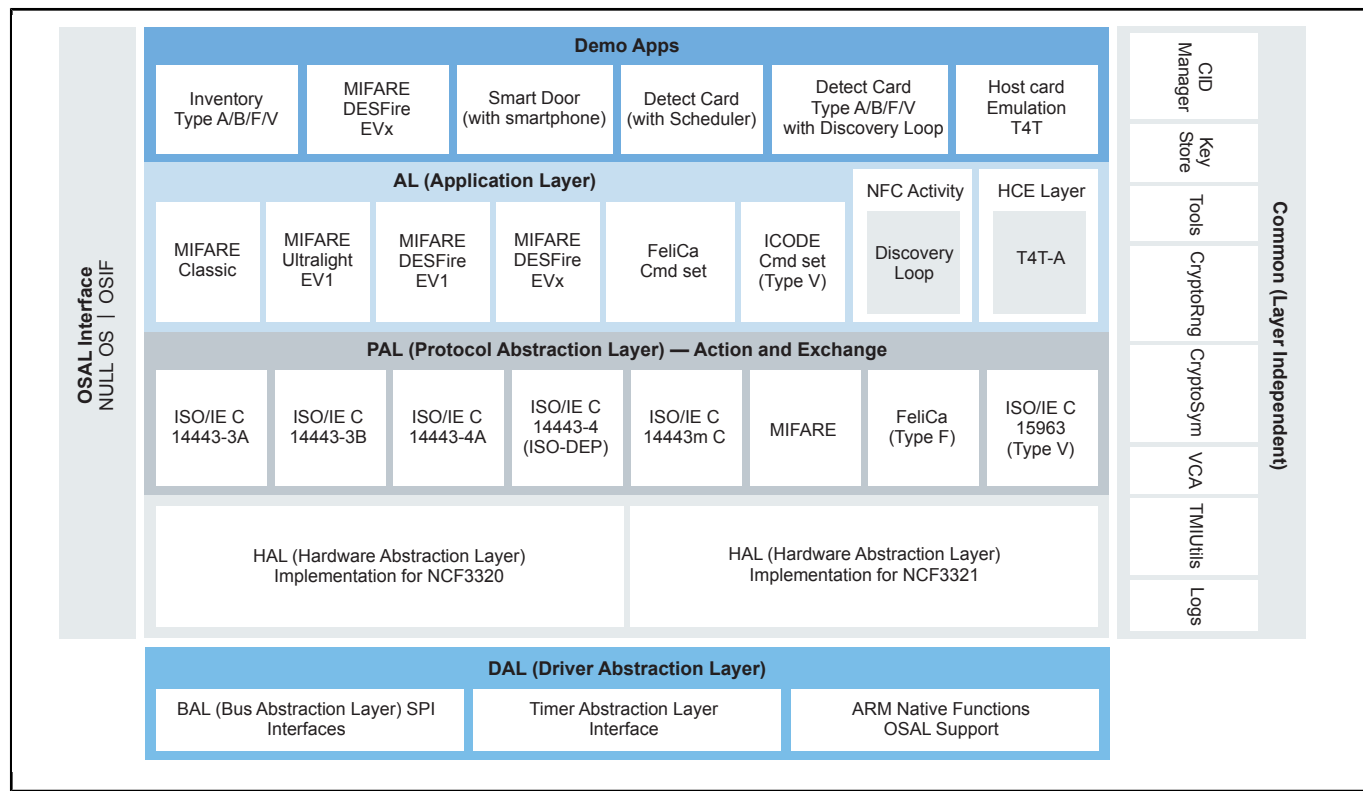 OSAL Interface
NULL OS | OSIF
Demo Apps
Inventory
Type A/B/F/V
MIFARE
DESFire
EVx
Smart Door
(with smartphone)
Detect Card
(with Scheduler)
Detect Card
Type A/B/F/V
with Discovery Loop
Host card
Emulation
T4T
AL (Application Layer)
MIFARE
Classic
MIFARE
Ultralight
EV1
MIFARE
DESFire
EV1
MIFARE
DESFire
EVx
FeliCa
Cmd set
ICODE
Cmd set
(Type V)
NFC Activity
Discovery
Loop
HCE Layer
T4T-A
PAL (Protocol Abstraction Layer) — Action and Exchange
ISO/IE C
14443-3A
ISO/IE C
14443-3B
ISO/IE C
14443-4A
ISO/IE C
14443-4
(ISO-DEP)
ISO/IE C
14443m C
MIFARE
FeliCa
(Type F)
ISO/IE C
15963
(Type V)
HAL (Hardware Abstraction Layer)
Implementation for NCF3320
HAL (Hardware Abstraction Layer)
Implementation for NCF3321
DAL (Driver Abstraction Layer)
BAL (Bus Abstraction Layer) SPI
Interfaces
Timer Abstraction Layer
Interface
ARM Native Functions
OSAL Support
CID
Manager
Key
Store
Tools
CryptoRng
CryptoSym
VCA
TMIUtils
Logs
Common (Layer Independent)